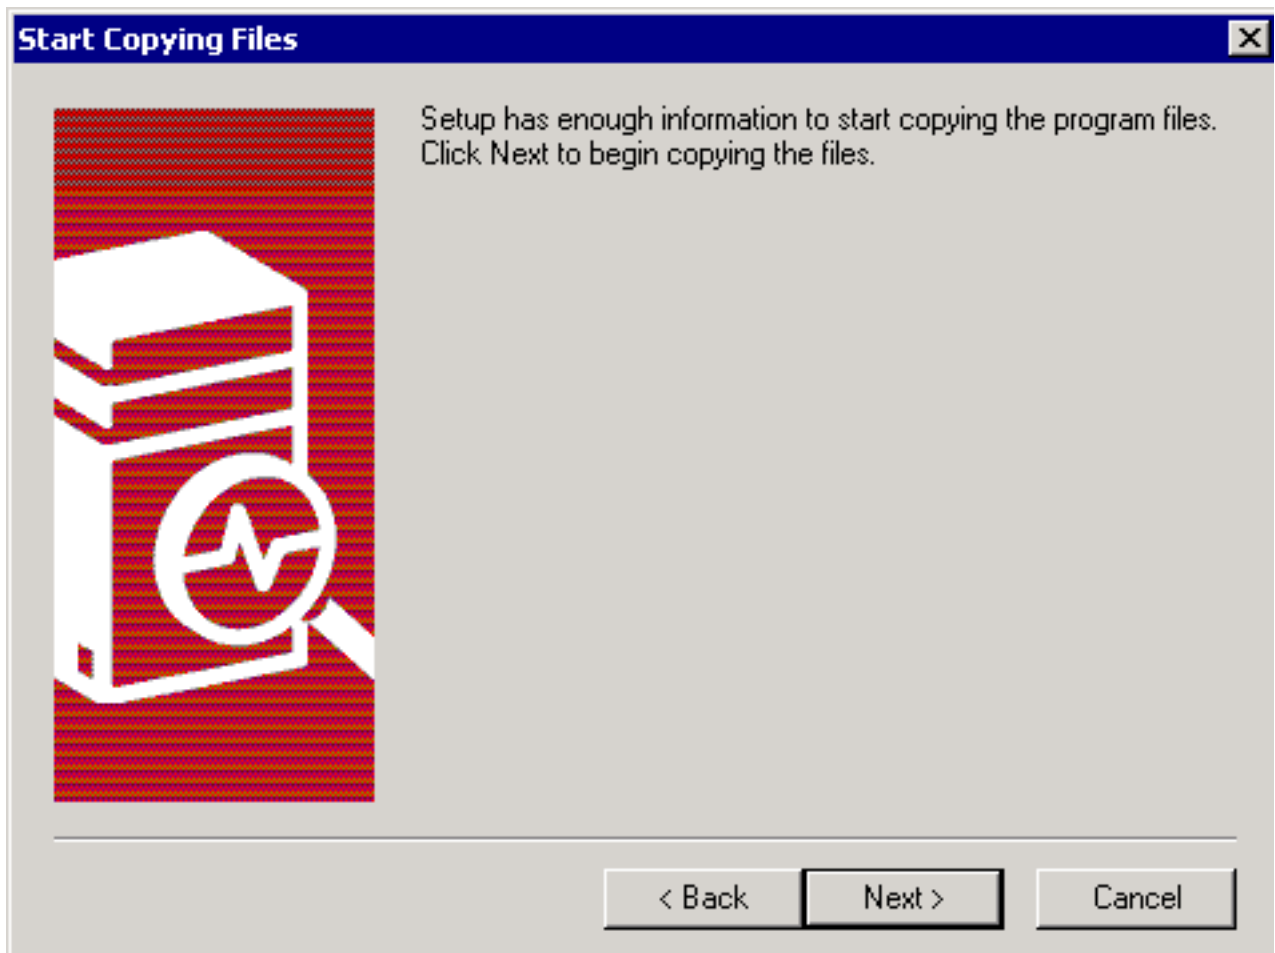 Start Copying Files
Setup has enough information to start copying the program files.
Click Next to begin copying the files.
< Back
Next >
Cancel